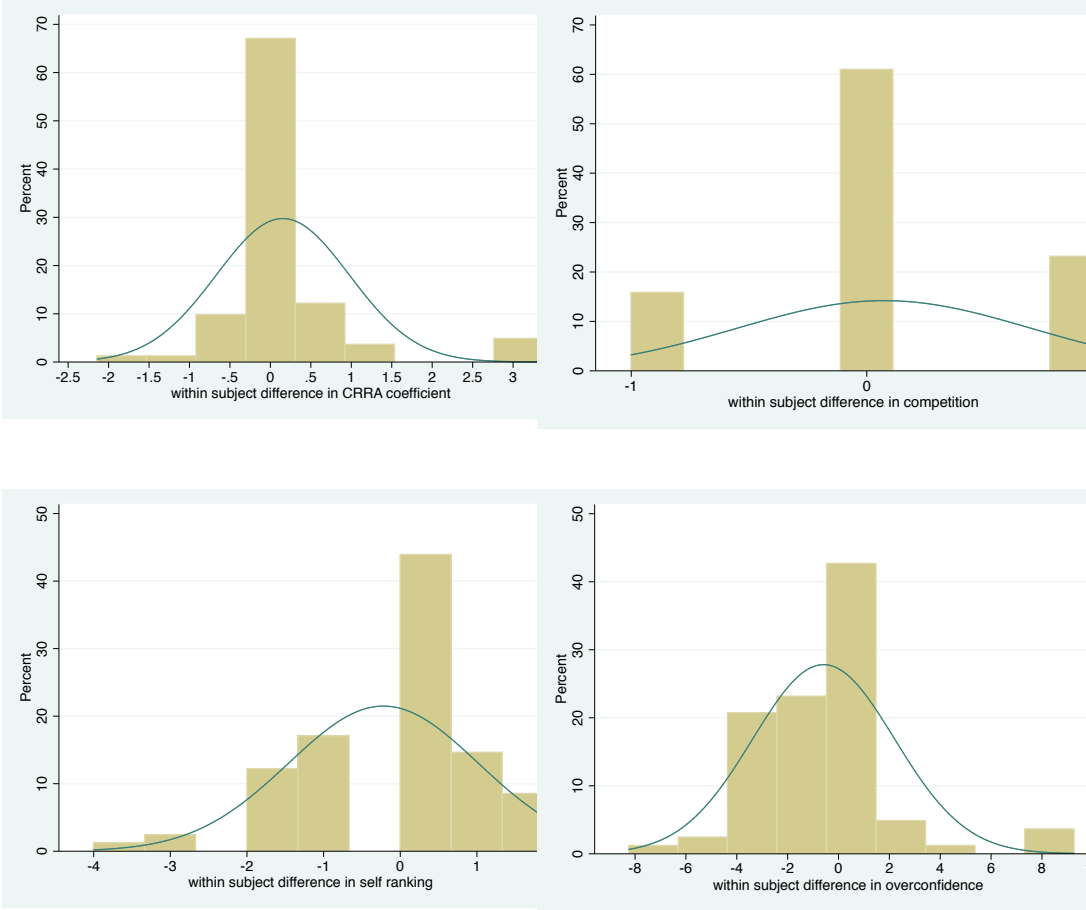 Percent
0 10 20 30 40 50 60 70
-2.5 -2 -1.5 -1 -.5 0 .5 1 1.5 2 2.5 3
within subject difference in CRRA coefficient
Percent
0 10 20 30 40 50 60 70
-1 0
within subject difference in competition
Percent
0 10 20 30 40 50
-4 -3 -2 -1 0 1
within subject difference in self ranking
Percent
0 10 20 30 40 50
-8 -6 -4 -2 0 2 4 6 8
within subject difference in overconfidence